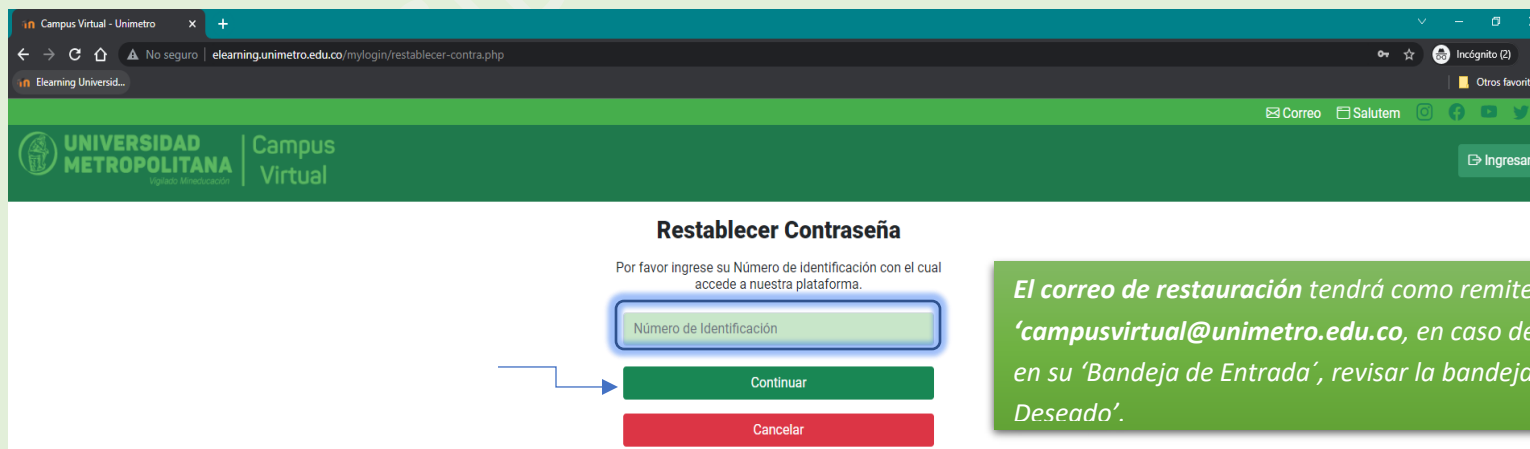 Campus Virtual - Unimetro
No seguro | elearning.unimetro.edu.co/mylogin/restablecer-contra.php
Incógnito (2)
Elearning Universid...
Otros favorit
Correo Salutem
UNIVERSIDAD
METROPOLITANA
Vigilado Mineducación
Campus
Virtual
Ingresar
Restablecer Contraseña
Por favor ingrese su Número de identificación con el cual
accede a nuestra plataforma.
Número de Identificación
Continuar
Cancelar
El correo de restauración tendrá como remite
‘campusvirtual@unimetro.edu.co, en caso de
en su ‘Bandeja de Entrada´, revisar la bandeja
Deseado’.